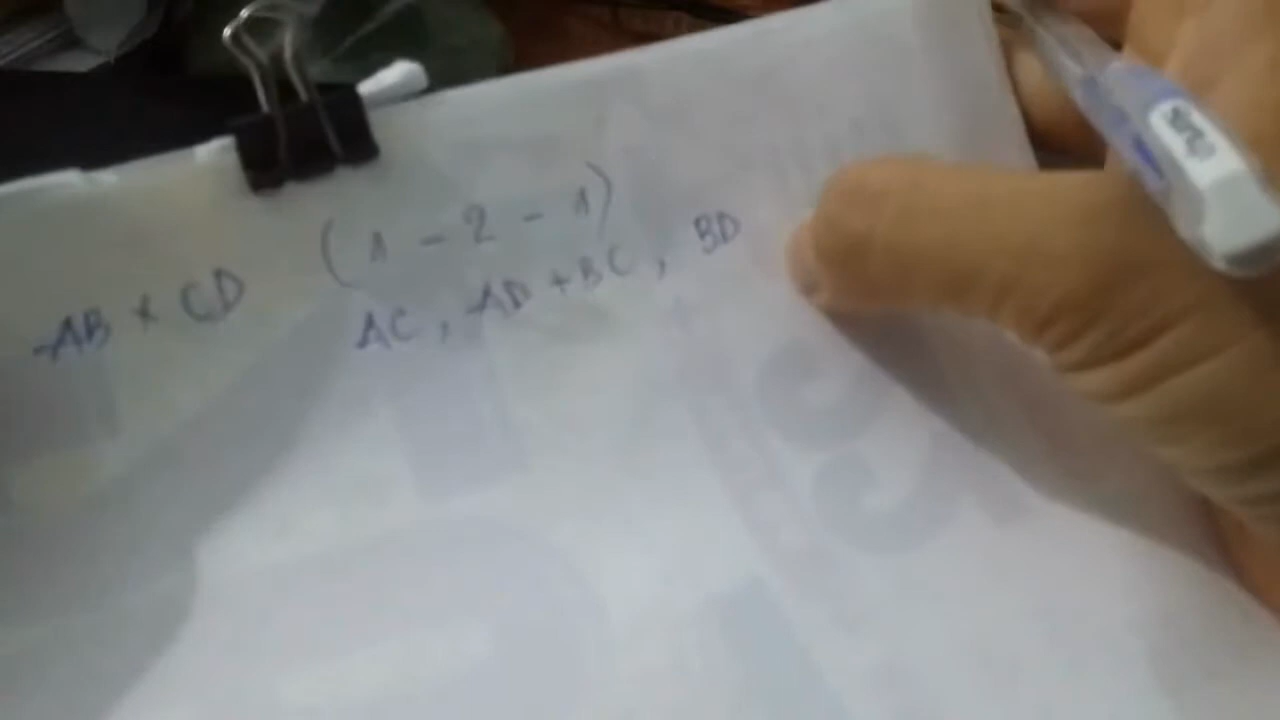 (1 - 2 - 1)
AB × CD AC, AD + BC, BD